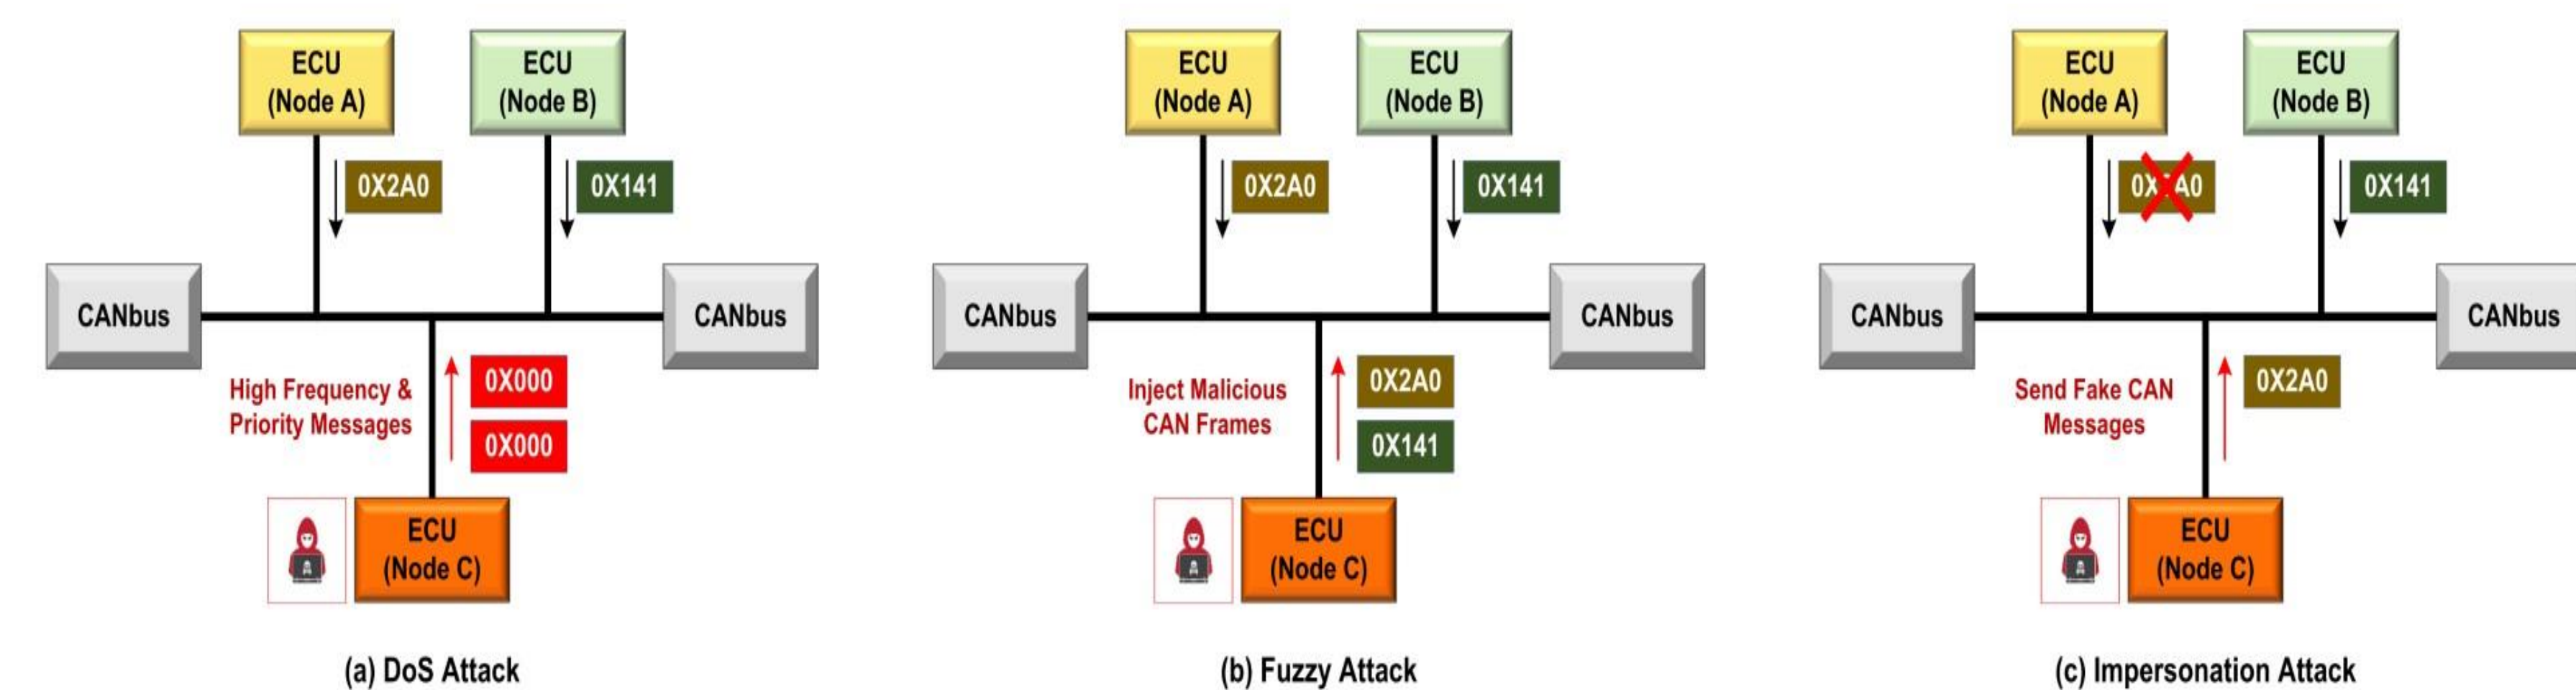 ECU
(Node A)
ECU
(Node B)
0X2A0
0X141
CANbus
CANbus
High Frequency &
Priority Messages
0X000
0X000
ECU
(Node C)
(a) DoS Attack
ECU
(Node A)
ECU
(Node B)
0X2A0
0X141
CANbus
CANbus
Inject Malicious
CAN Frames
0X2A0
0X141
ECU
(Node C)
(b) Fuzzy Attack
ECU
(Node A)
ECU
(Node B)
0X141
CANbus
CANbus
Send Fake CAN
Messages
0X2A0
ECU
(Node C)
(c) Impersonation Attack